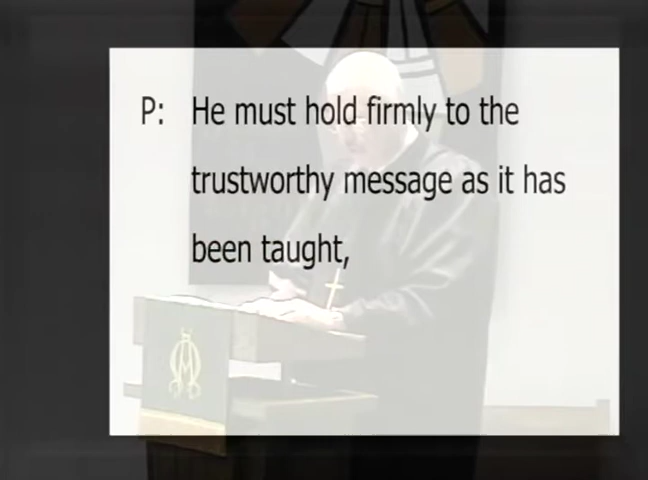 P: He must hold firmly to the
trustworthy message as it has
been taught,